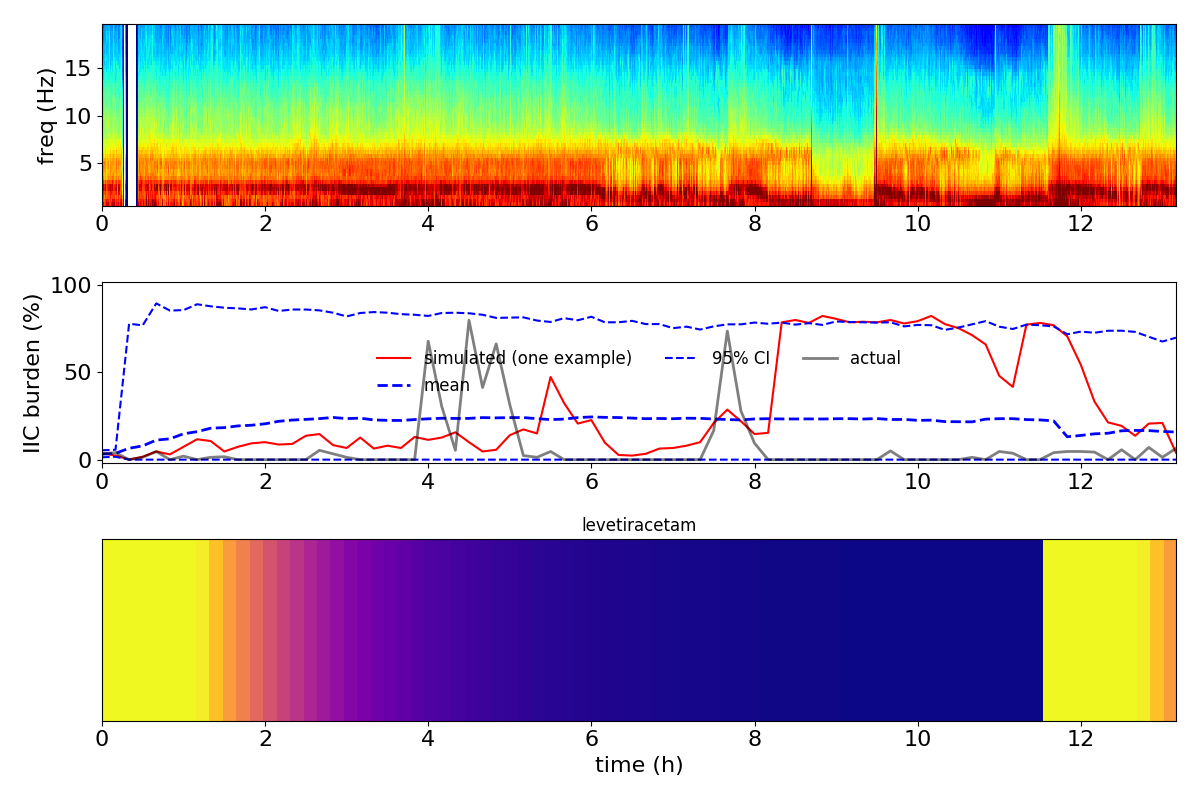 freq (Hz)
15
10
5
0 2 4 6 8 10 12
IIC burden (%)
100
50
0
simulated (one example) 95% CI actual
mean
0 2 4 6 8 10 12
levetiracetam
0 2 4 6 8 10 12
time (h)